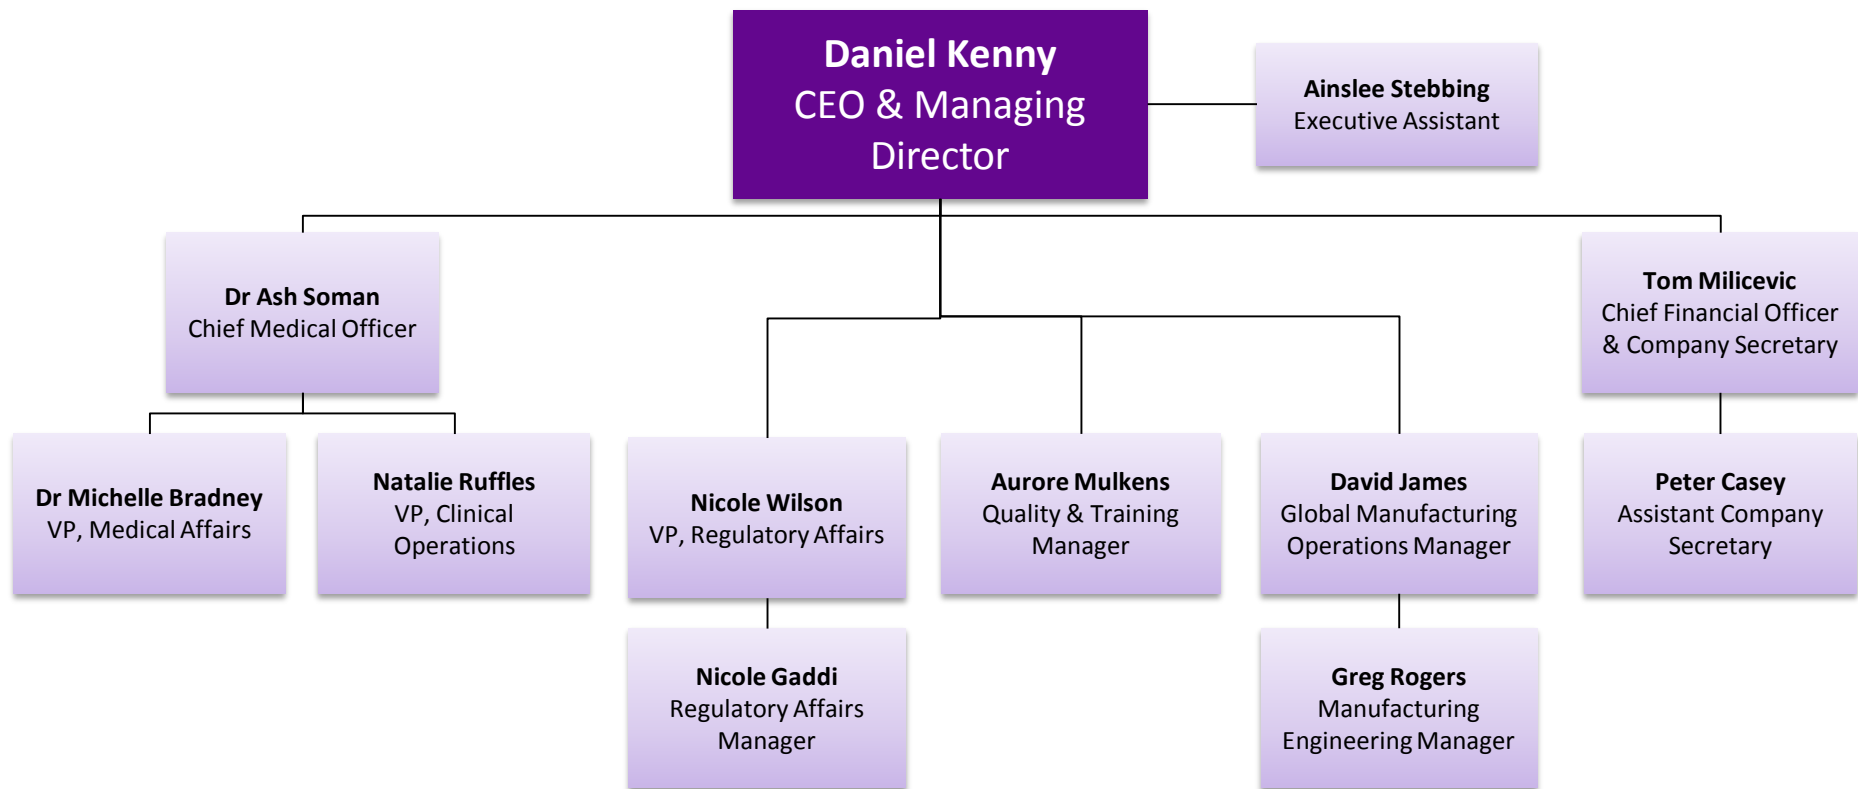 Daniel Kenny
CEO & Managing
Director
Ainslee Stebbing
Executive Assistant
Dr Ash Soman
Chief Medical Officer
Tom Milicevic
Chief Financial Officer
& Company Secretary
Dr Michelle Bradney
VP, Medical Affairs
Natalie Ruffles
VP, Clinical
Operations
Nicole Wilson
VP, Regulatory Affairs
Aurore Mulkens
Quality & Training
Manager
David James
Global Manufacturing
Operations Manager
Peter Casey
Assistant Company
Secretary
Nicole Gaddi
Regulatory Affairs
Manager
Greg Rogers
Manufacturing
Engineering Manager